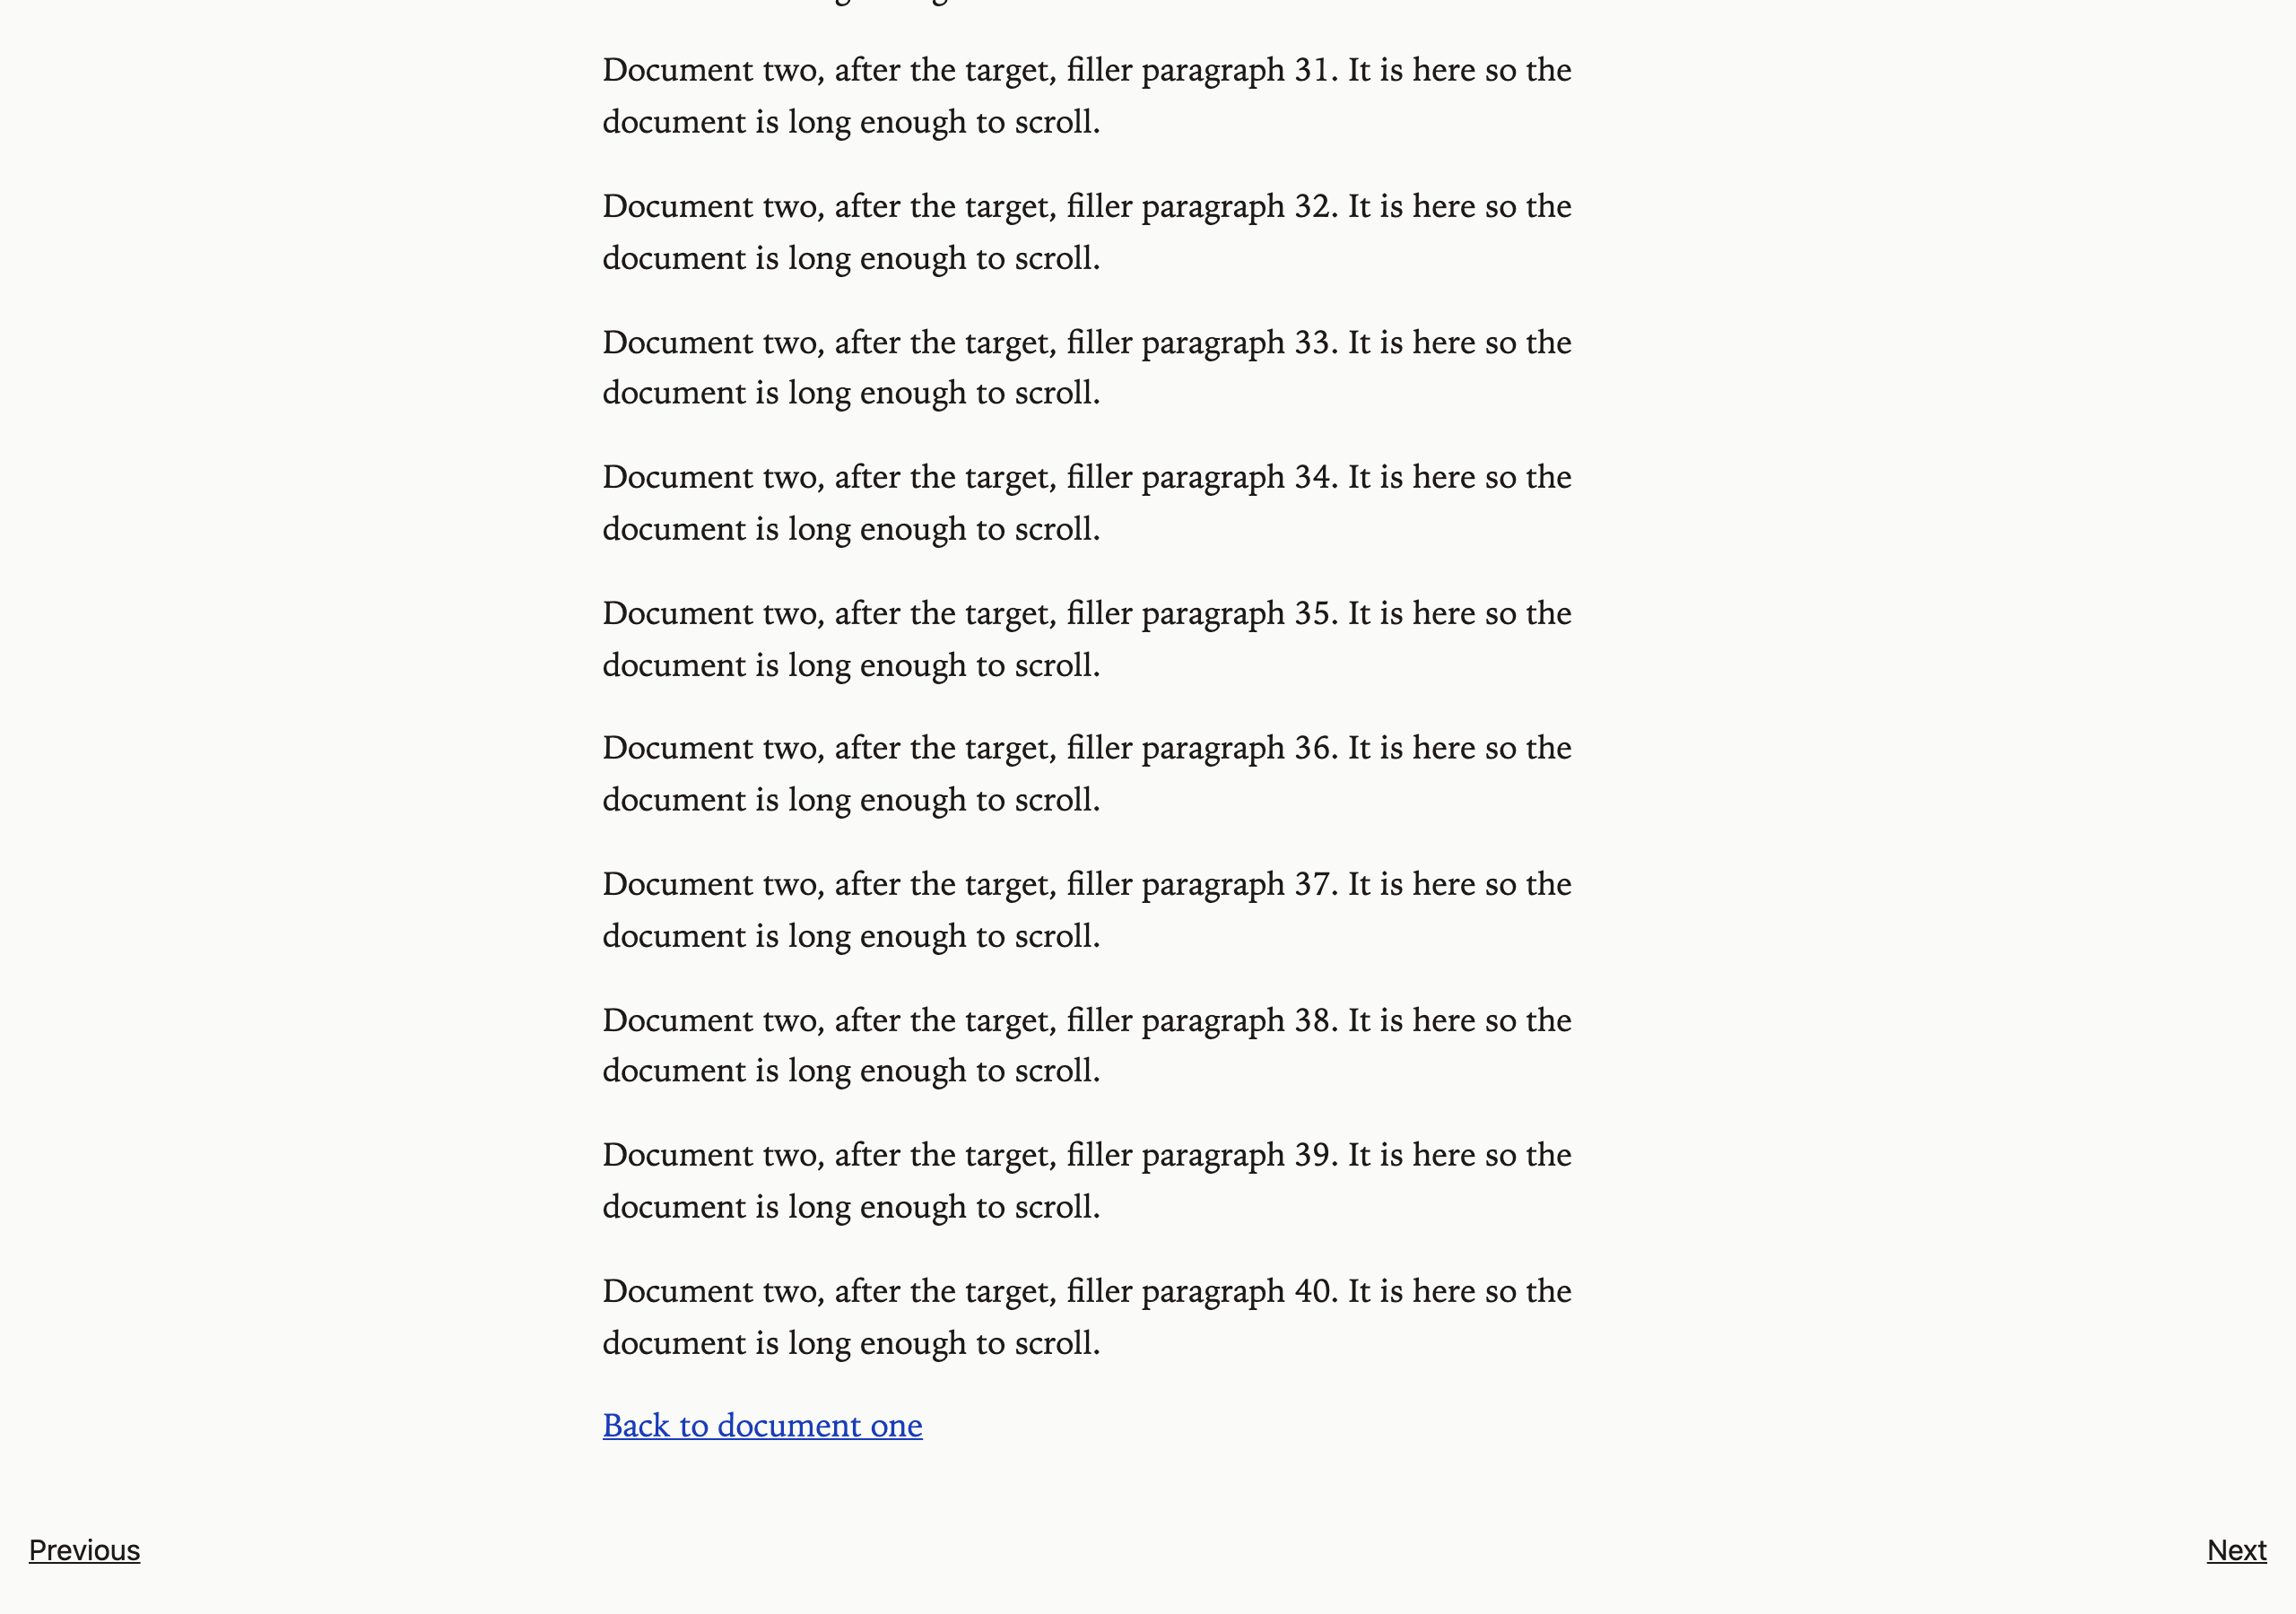 Document two, after the target, filler paragraph 31. It is here so the
document is long enough to scroll.
Document two, after the target, filler paragraph 32. It is here so the
document is long enough to scroll.
Document two, after the target, filler paragraph 33. It is here so the
document is long enough to scroll.
Document two, after the target, filler paragraph 34. It is here so the
document is long enough to scroll.
Document two, after the target, filler paragraph 35. It is here so the
document is long enough to scroll.
Document two, after the target, filler paragraph 36. It is here so the
document is long enough to scroll.
Document two, after the target, filler paragraph 37. It is here so the
document is long enough to scroll.
Document two, after the target, filler paragraph 38. It is here so the
document is long enough to scroll.
Document two, after the target, filler paragraph 39. It is here so the
document is long enough to scroll.
Document two, after the target, filler paragraph 40. It is here so the
document is long enough to scroll.
Back to document one
Previous
Next